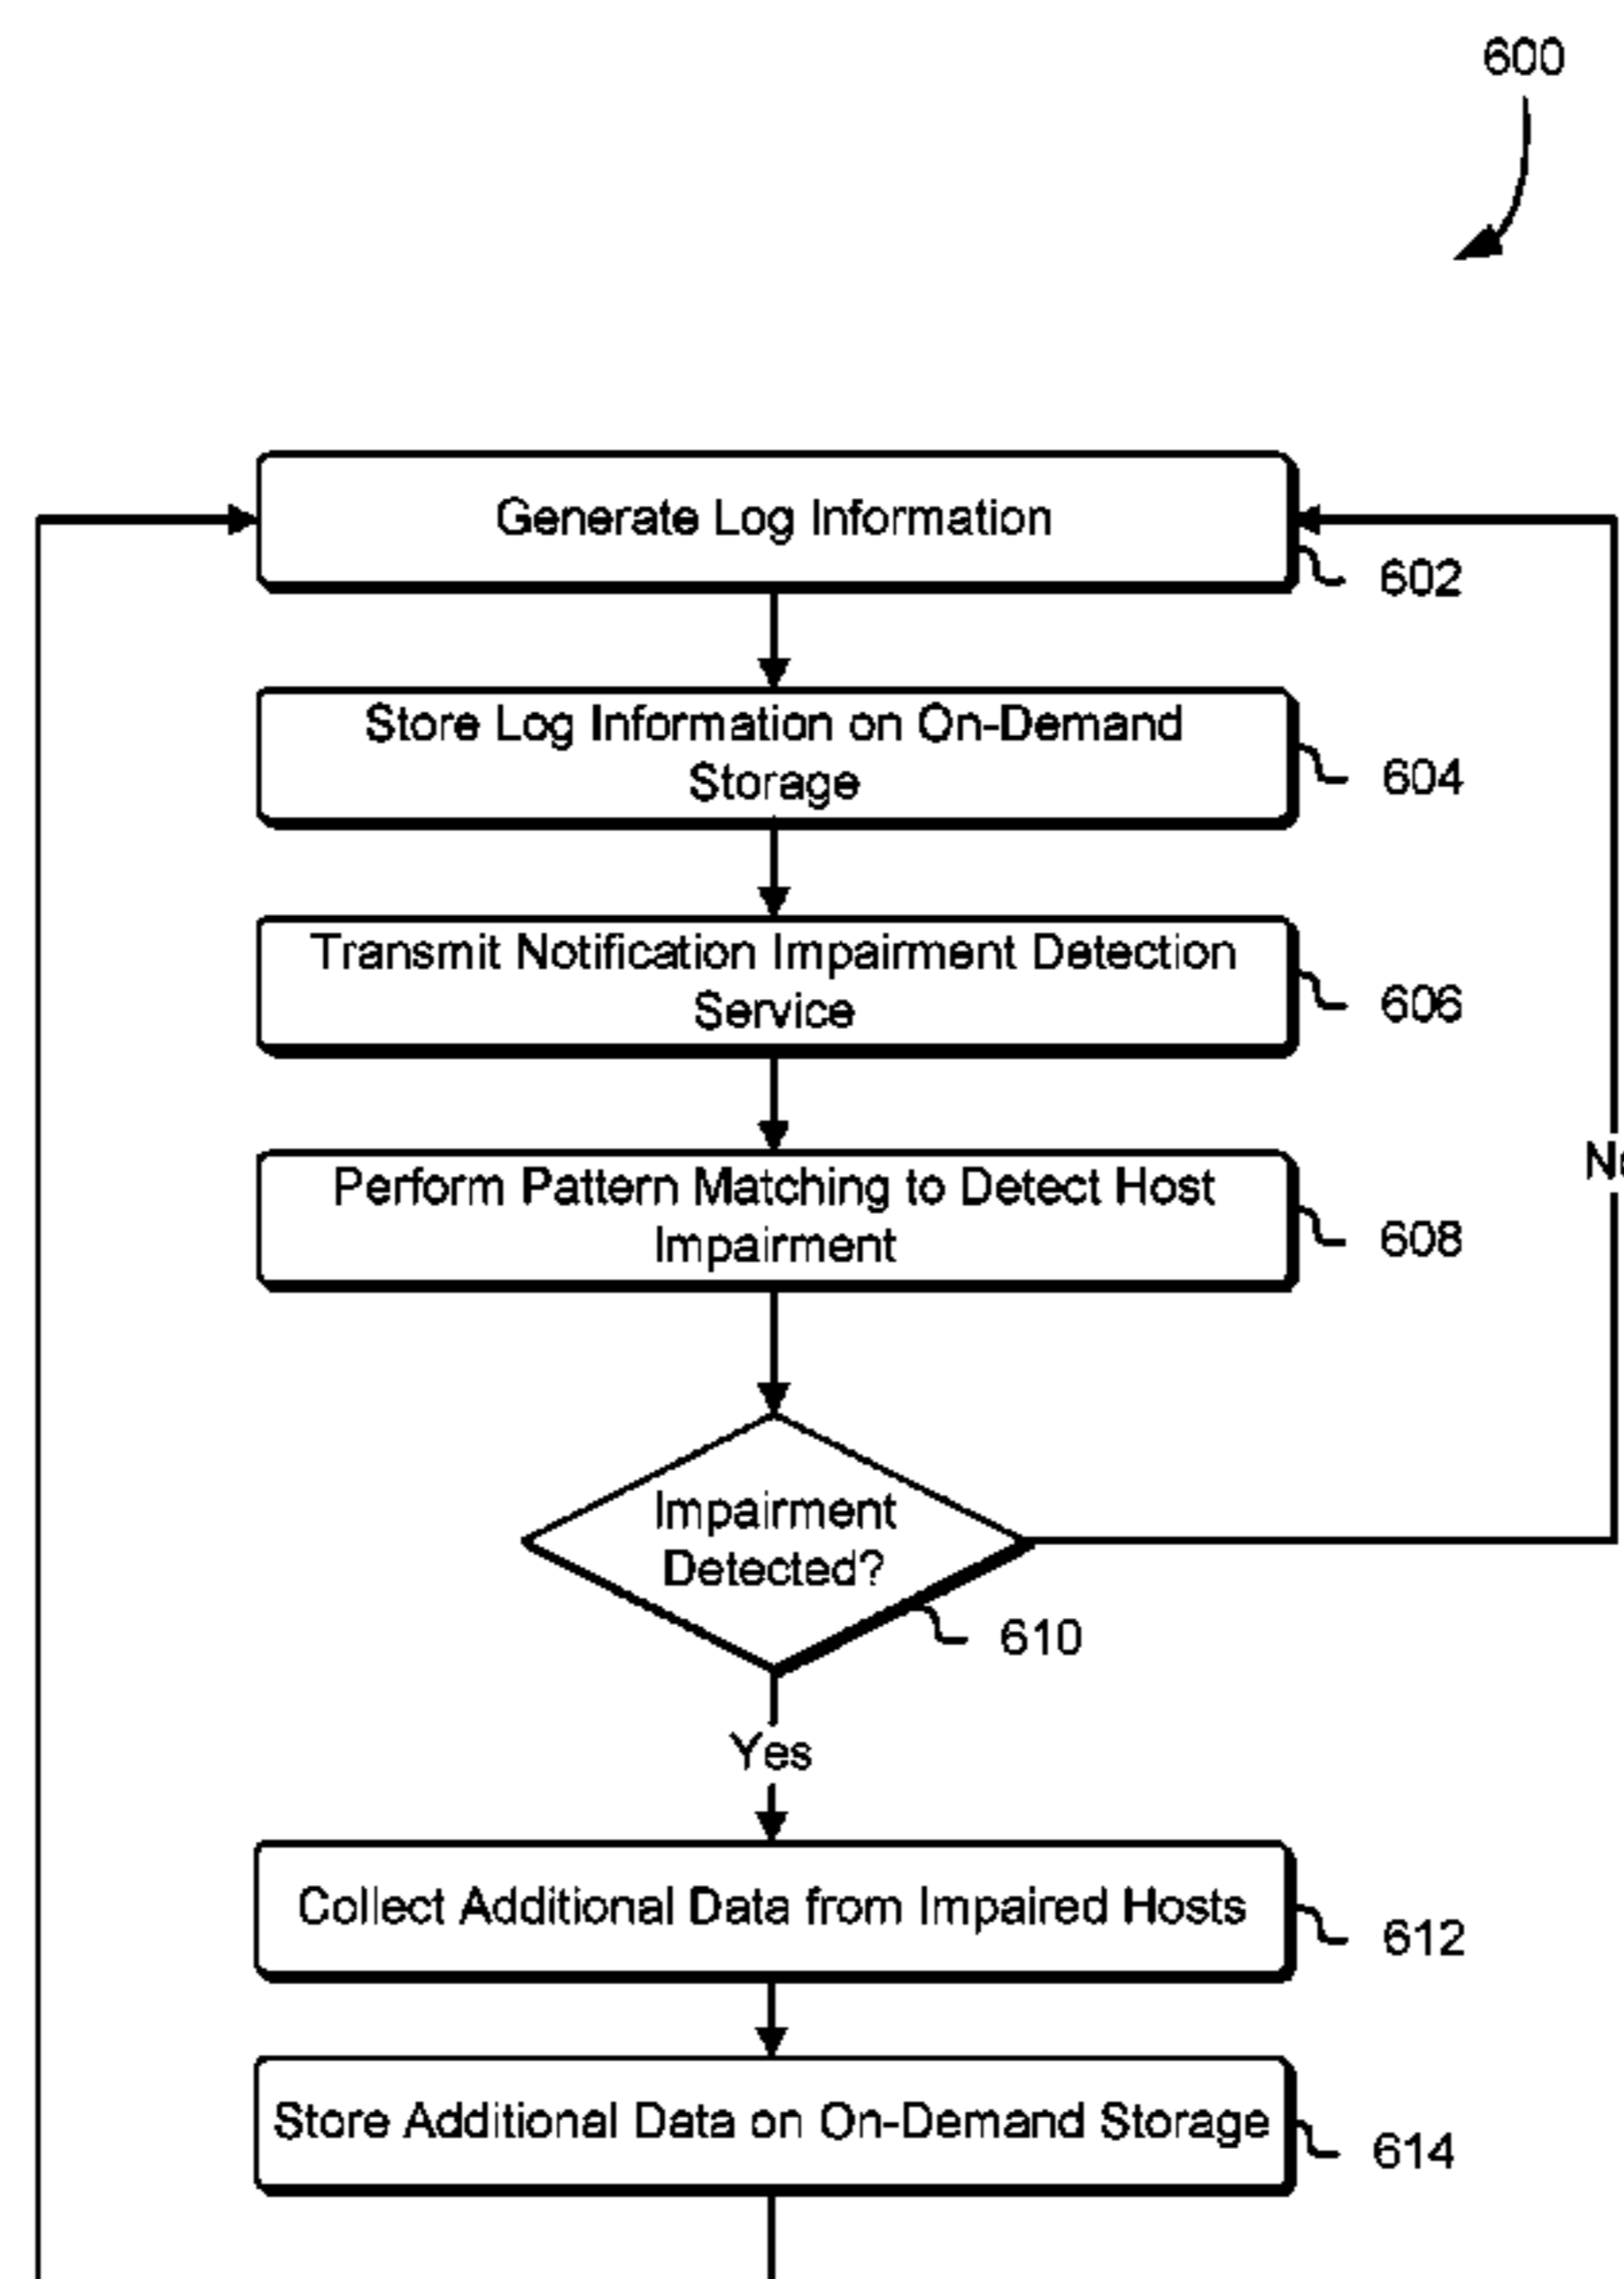 600
Generate Log Information
602
Store Log Information on On-Demand
Storage
604
Transmit Notification Impairment Detection
Service
606
Perform Pattern Matching to Detect Host
Impairment
608
Impairment
Detected?
610
Yes
Collect Additional Data from Impaired Hosts
612
Store Additional Data on On-Demand Storage
614